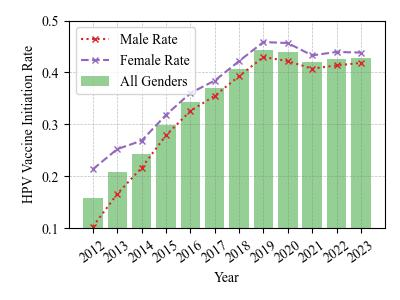 0.5
0.4
0.3
0.2
0.1
HPV Vaccine Initiation Rate
Male Rate
Female Rate
All Genders
2012 2013 2014 2015 2016 2017 2018 2019 2020 2021 2022 2023
Year